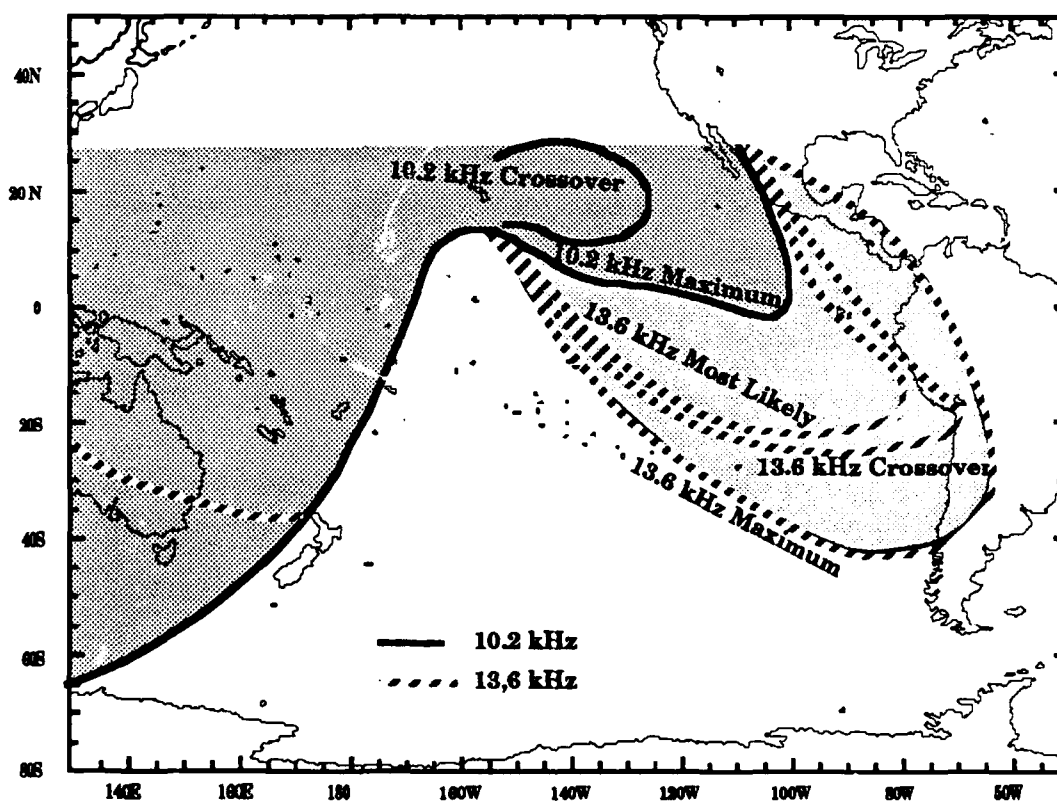 40N
20 N
0
20S
40S
60S
80S
10.2 kHz Crossover
10.2 kHz Maximum
13.6 kHz Most Likely
13.6 kHz Crossover
13.6 kHz Maximum
10.2 kHz
13,6 kHz
140E
160E
180
160W
140W
120W
100W
80W
60W